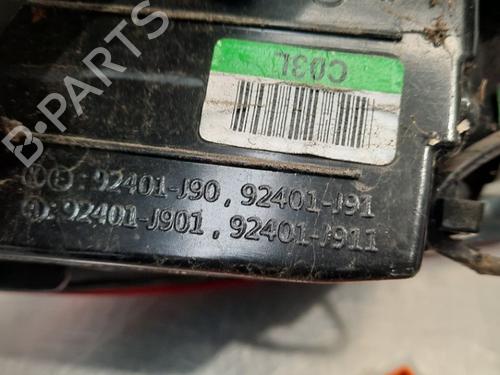 C03L
Ⓚ Ⓔ : 92401-J90 , 92401-J91
Ⓐ : 92401-J901 , 92401-J911
B-PARTS